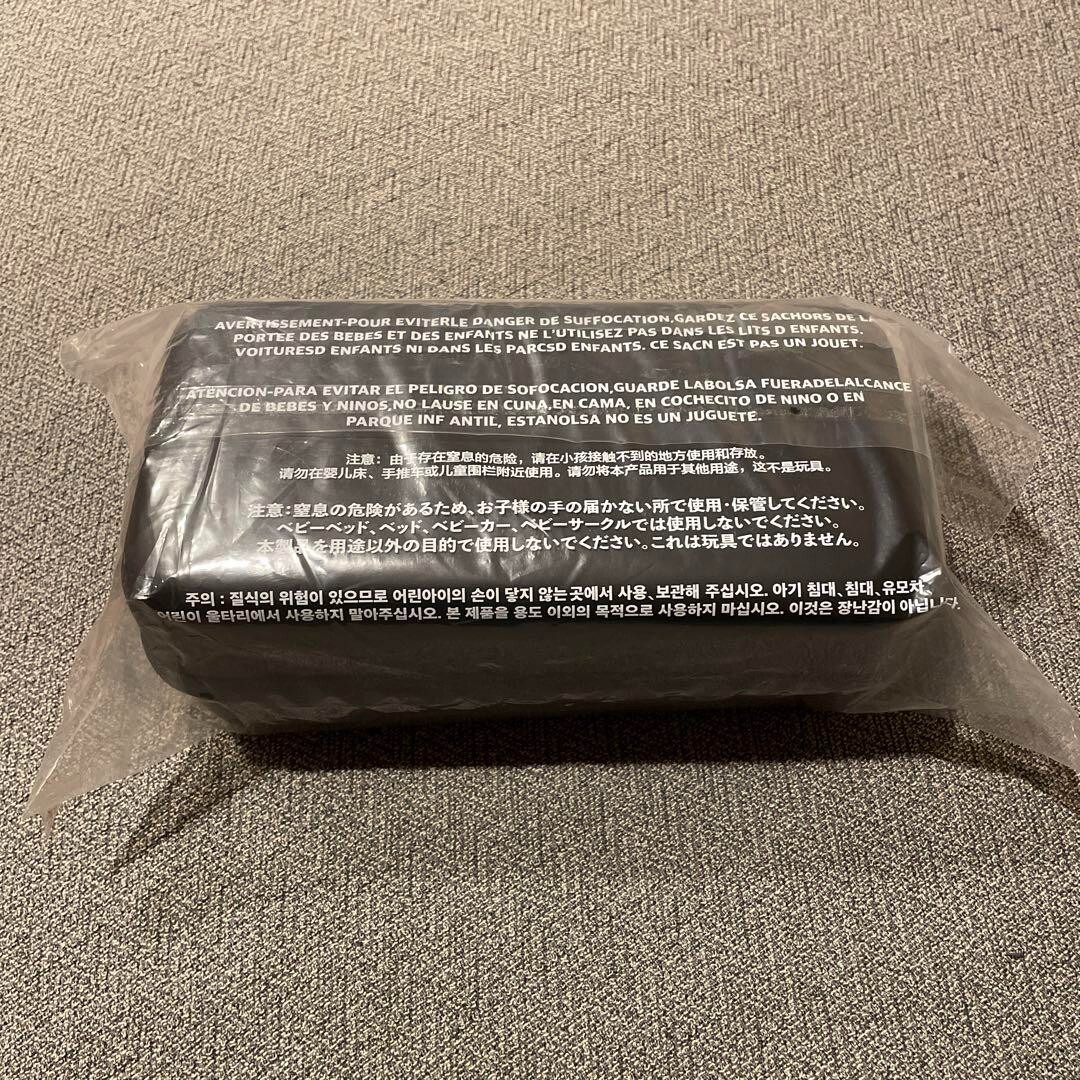 AVERTISSEMENT-POUR EVITERLE DANGER DE SUFFOCATION,GARDEZ CE SACHORS DE LA
PORTEE DES BEBES ET DES ENFANTS NE L'UTILISEZ PAS DANS LES LITS D ENFANTS.
VOITURESD ENFANTS NI DANS LES PARCSD ENFANTS. CE SACN EST PAS UN JOUET.
ATENCION-PARA EVITAR EL PELIGRO DE SOFOCACION,GUARDE LABOLSA FUERADELALCANCE
DE BEBES Y NINOS,NO LAUSE EN CUNA,EN CAMA, EN COCHECITO DE NINO O EN
PARQUE INF ANTIL, ESTANOLSA NO ES UN JUGUETE.
注意：由于存在窒息的危险，请在小孩接触不到的地方使用和存放。
请勿在婴儿床、手推车或儿童围栏附近使用。请勿将本产品用于其他用途，这不是玩具。
注意:窒息の危険があるため、お子様の手の届かない所で使用・保管してください。
ベビーベッド、ベッド、ベビーカー、ベビーサークルでは使用しないでください。
本製品を用途以外の目的で使用しないでください。これは玩具ではありません。
주의 : 질식의 위험이 있으므로 어린아이의 손이 닿지 않는 곳에서 사용、보관해 주십시오. 아기 침대、침대、유모차、
어린이 울타리에서 사용하지 말아주십시오. 본 제품을 용도 이외의 목적으로 사용하지 마십시오. 이것은 장난감이 아닙니다.